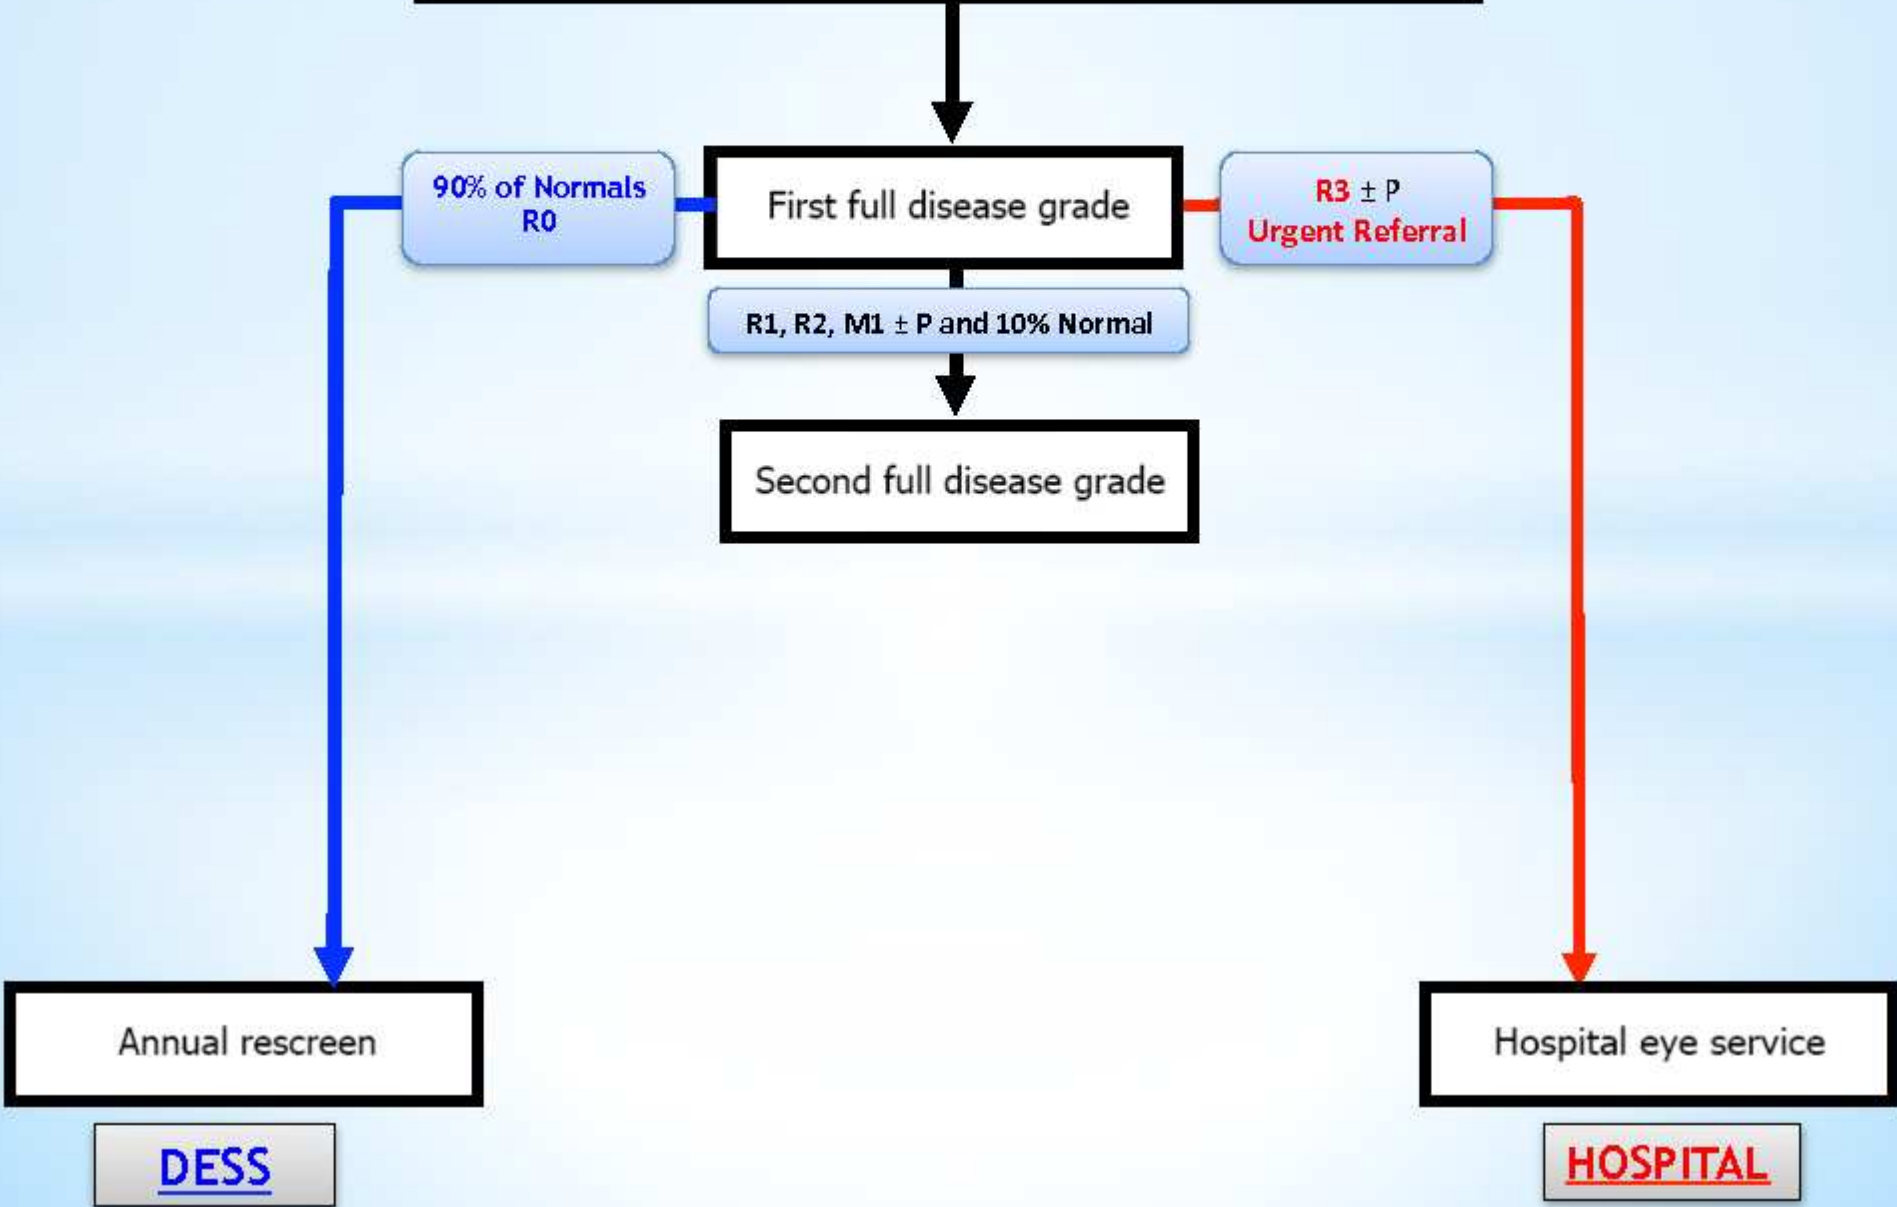 90% of Normals
R0
First full disease grade
R3 ± P
Urgent Referral
R1, R2, M1 ± P and 10% Normal
Second full disease grade
Annual rescreen
Hospital eye service
DESS
HOSPITAL